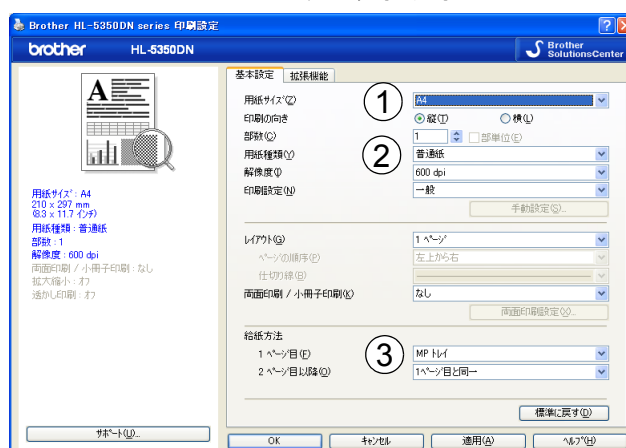 Brother HL-5350DN series 印刷設定
brother HL-5350DN Brother SolutionsCenter
基本設定 拡張機能
用紙サイズ(Z) ① A4
印刷の向き 縦(T) 横(L)
部数(C) 1 部単位(E)
用紙種類(Y) ② 普通紙
解像度(I) 600 dpi
印刷設定(N) 一般
手動設定(S)...
レイアウト(G) 1 ページ
ページの順序(P) 左上から右
仕切り線(B)
両面印刷 / 小冊子印刷(K) なし
両面印刷設定(X)...
給紙方法
1 ページ目(F) ③ MP トレイ
2 ページ目以降(O) 1ページ目と同一
標準に戻す(D)
A
用紙サイズ: A4
210 x 297 mm
(8.3 x 11.7 インチ)
用紙種類 : 普通紙
部数 : 1
解像度 : 600 dpi
両面印刷 / 小冊子印刷 : なし
拡大縮小 : オフ
透かし印刷 : オフ
サポート(U)...
OK キャンセル 適用(A) ヘルプ(H)